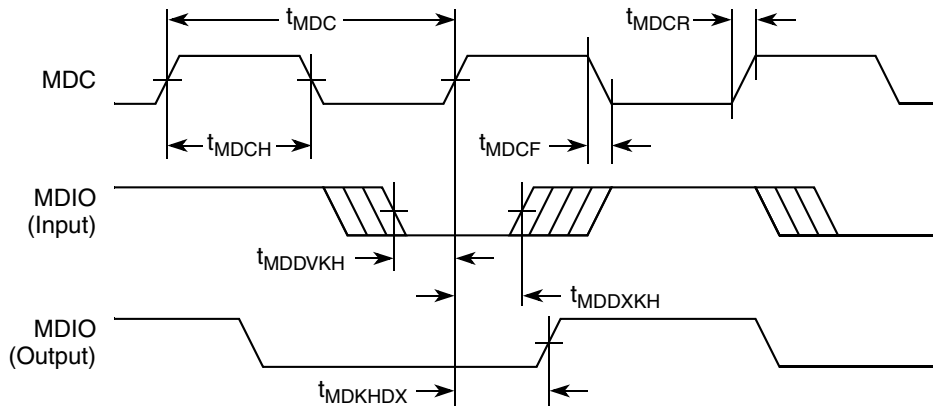 tMDC
tMDCR
MDC
tMDCH
tMDCF
MDIO
(Input)
tMDDVKH
tMDDXKH
MDIO
(Output)
tMDKHDX